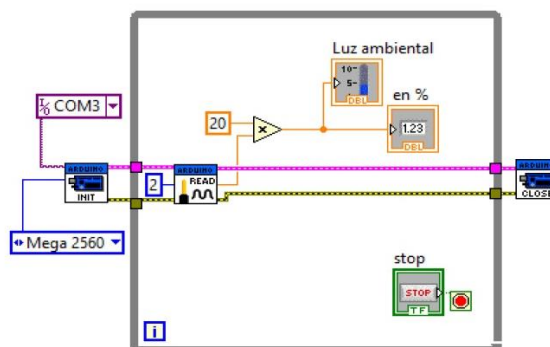 Luz ambiental
10-
5-
DBL
en %
1.23
DBL
I/O COM3
20
x
ARDUINO
INIT
2
ARDUINO
READ
ARDUINO
CLOSE
Mega 2560
stop
STOP
TF
i